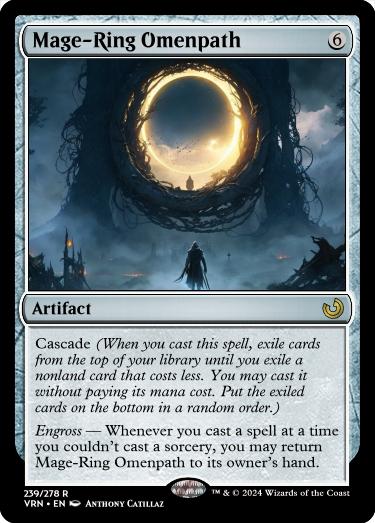 Mage-Ring Omenpath 6
Artifact
Cascade (When you cast this spell, exile cards
from the top of your library until you exile a
nonland card that costs less. You may cast it
without paying its mana cost. Put the exiled
cards on the bottom in a random order.)
Engross — Whenever you cast a spell at a time
you couldn't cast a sorcery, you may return
Mage-Ring Omenpath to its owner's hand.
239/278 R ™ & © 2024 Wizards of the Coast
VRN • EN Anthony Catillaz